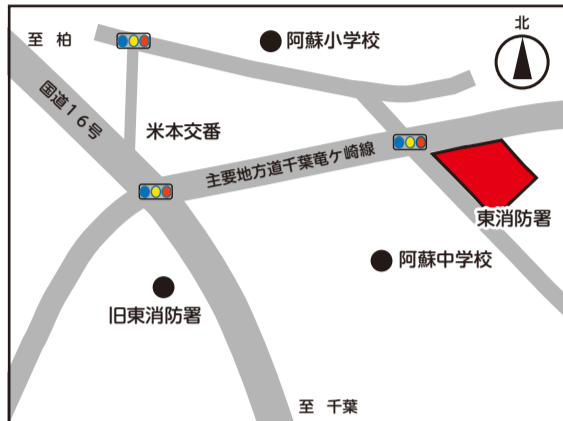 北
至 柏
阿蘇小学校
国道16号
米本交番
主要地方道千葉竜ケ崎線
東消防署
阿蘇中学校
旧東消防署
至 千葉